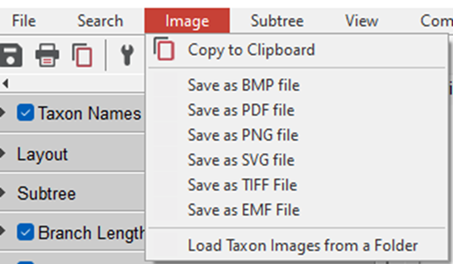 File Search Image Subtree View Com
Copy to Clipboard
Taxon Names
Layout
Subtree
Branch Length
Save as BMP file
Save as PDF file
Save as PNG file
Save as SVG file
Save as TIFF File
Save as EMF File
Load Taxon Images from a Folder